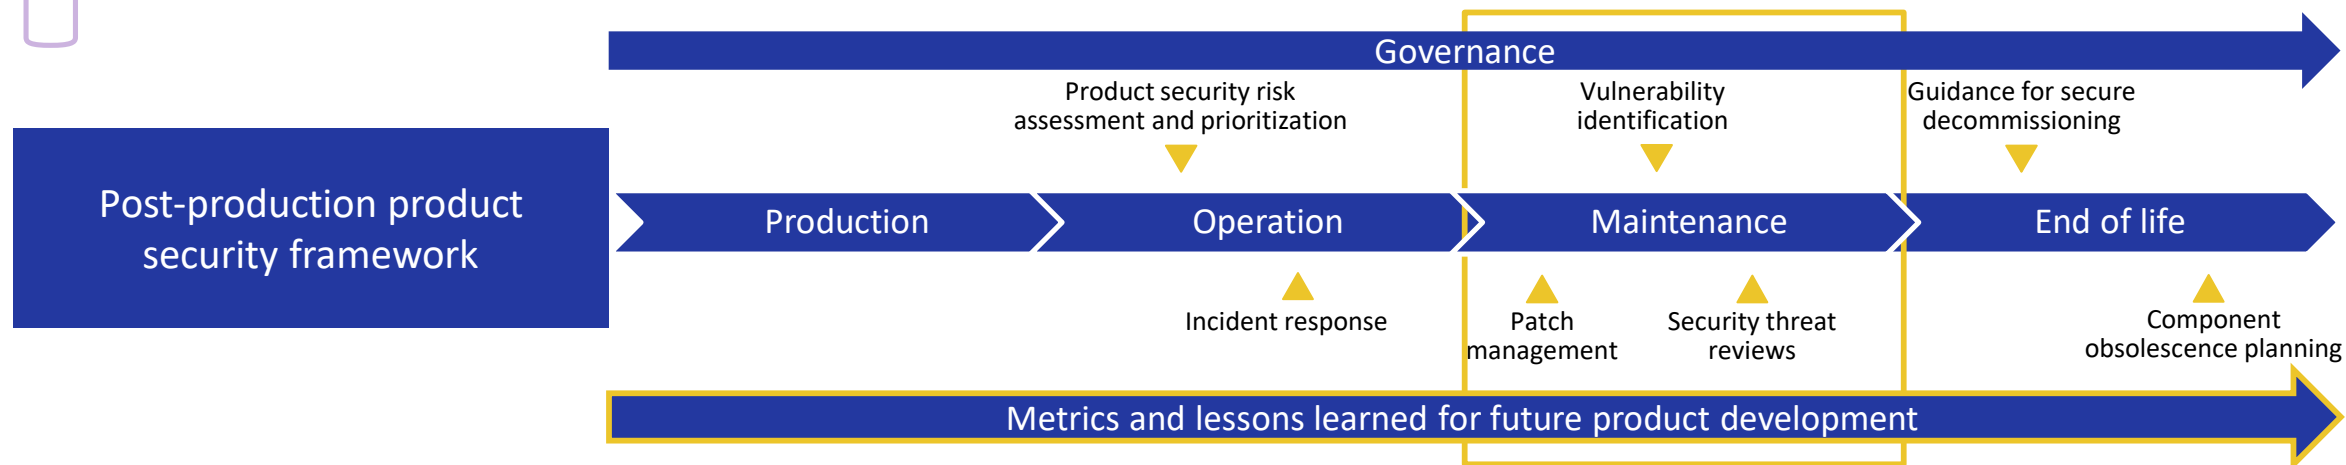 Governance
Product security risk
assessment and prioritization
Vulnerability
identification
Guidance for secure
decommissioning
Post-production product
security framework
Production
Operation
Maintenance
End of life
Incident response
Patch
management
Security threat
reviews
Component
obsolescence planning
Metrics and lessons learned for future product development